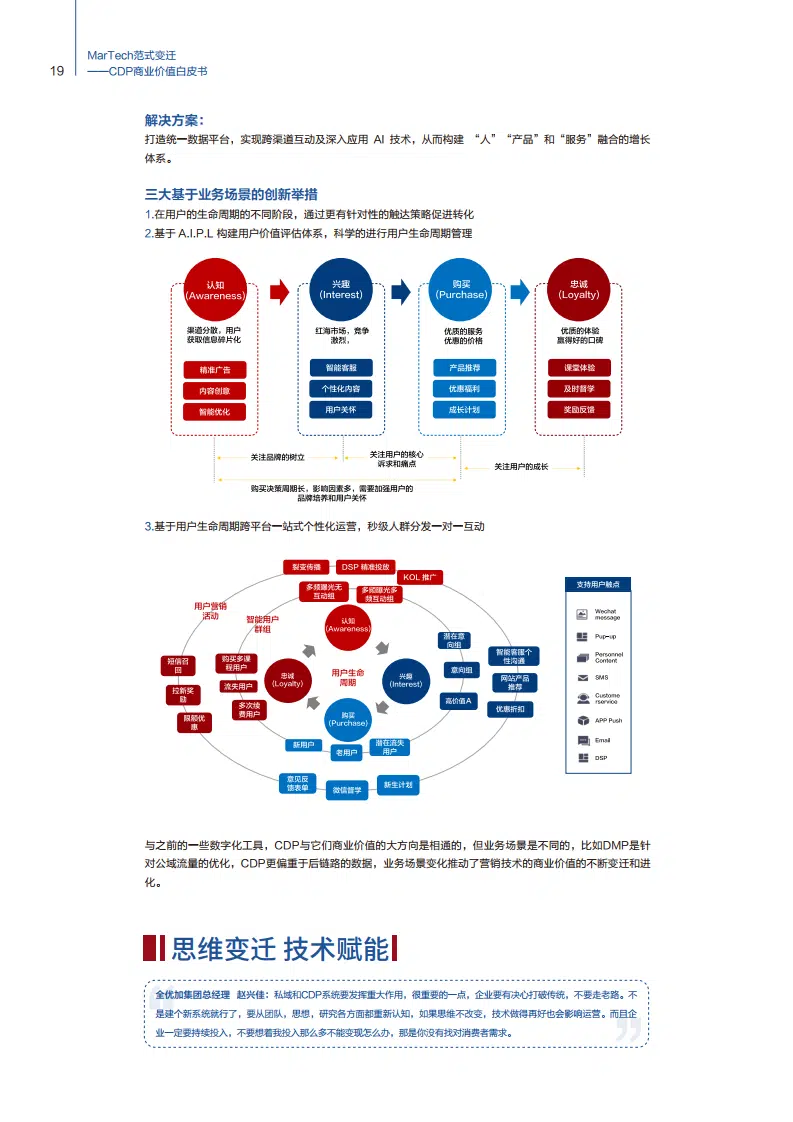 MarTech范式变迁
19 ——CDP商业价值白皮书
解决方案：
打造统一数据平台，实现跨渠道互动及深入应用 AI 技术，从而构建 “人” “产品”和“服务”融合的增长
体系。
三大基于业务场景的创新举措
1.在用户的生命周期的不同阶段，通过更有针对性的触达策略促进转化
2.基于 A.I.P.L 构建用户价值评估体系，科学的进行用户生命周期管理
认知
（Awareness）
渠道分散，用户
获取信息碎片化
精准广告
内容创意
智能优化
兴趣
（Interest）
红海市场，竞争
激烈，
智能客服
个性化内容
用户关怀
购买
（Purchase）
优质的服务
优惠的价格
产品推荐
优惠福利
成长计划
忠诚
（Loyalty）
优质的体验
赢得好的口碑
课堂体验
及时督学
奖励反馈
关注品牌的树立
关注用户的核心
诉求和痛点
关注用户的成长
购买决策周期长，影响因素多，需要加强用户的
品牌培养和用户关怀
3.基于用户生命周期跨平台一站式个性化运营，秒级人群分发一对一互动
裂变传播
DSP 精准投放
KOL 推广
用户营销
活动
智能用户
群组
多频曝光无
互动组
多频曝光多
频互动组
认知
（Awareness）
潜在意
向组
意向组
高价值A
智能客服个
性沟通
网站产品
推荐
优惠折扣
短信召
回
拉新奖
励
限额优
惠
购买多课
程用户
流失用户
多次续
费用户
忠诚
（Loyalty）
用户生命
周期
兴趣
（Interest）
购买
（Purchase）
新用户
老用户
潜在流失
用户
意见反
馈表单
微信督学
新生计划
支持用户触点
Wechat
message
Pup-up
Personnel
Content
SMS
Custome
rservice
APP Push
Email
DSP
与之前的一些数字化工具，CDP与它们商业价值的大方向是相通的，但业务场景是不同的，比如DMP是针
对公域流量的优化，CDP更偏重于后链路的数据，业务场景变化推动了营销技术的商业价值的不断变迁和进
化。
思维变迁 技术赋能
全优加集团总经理 赵兴佳：私域和CDP系统要发挥重大作用，很重要的一点，企业要有决心打破传统，不要走老路。不
是建个新系统就行了，要从团队，思想，研究各方面都重新认知，如果思维不改变，技术做得再好也会影响运营。而且企
业一定要持续投入，不要想着我投入那么多不能变现怎么办，那是你没有找对消费者需求。